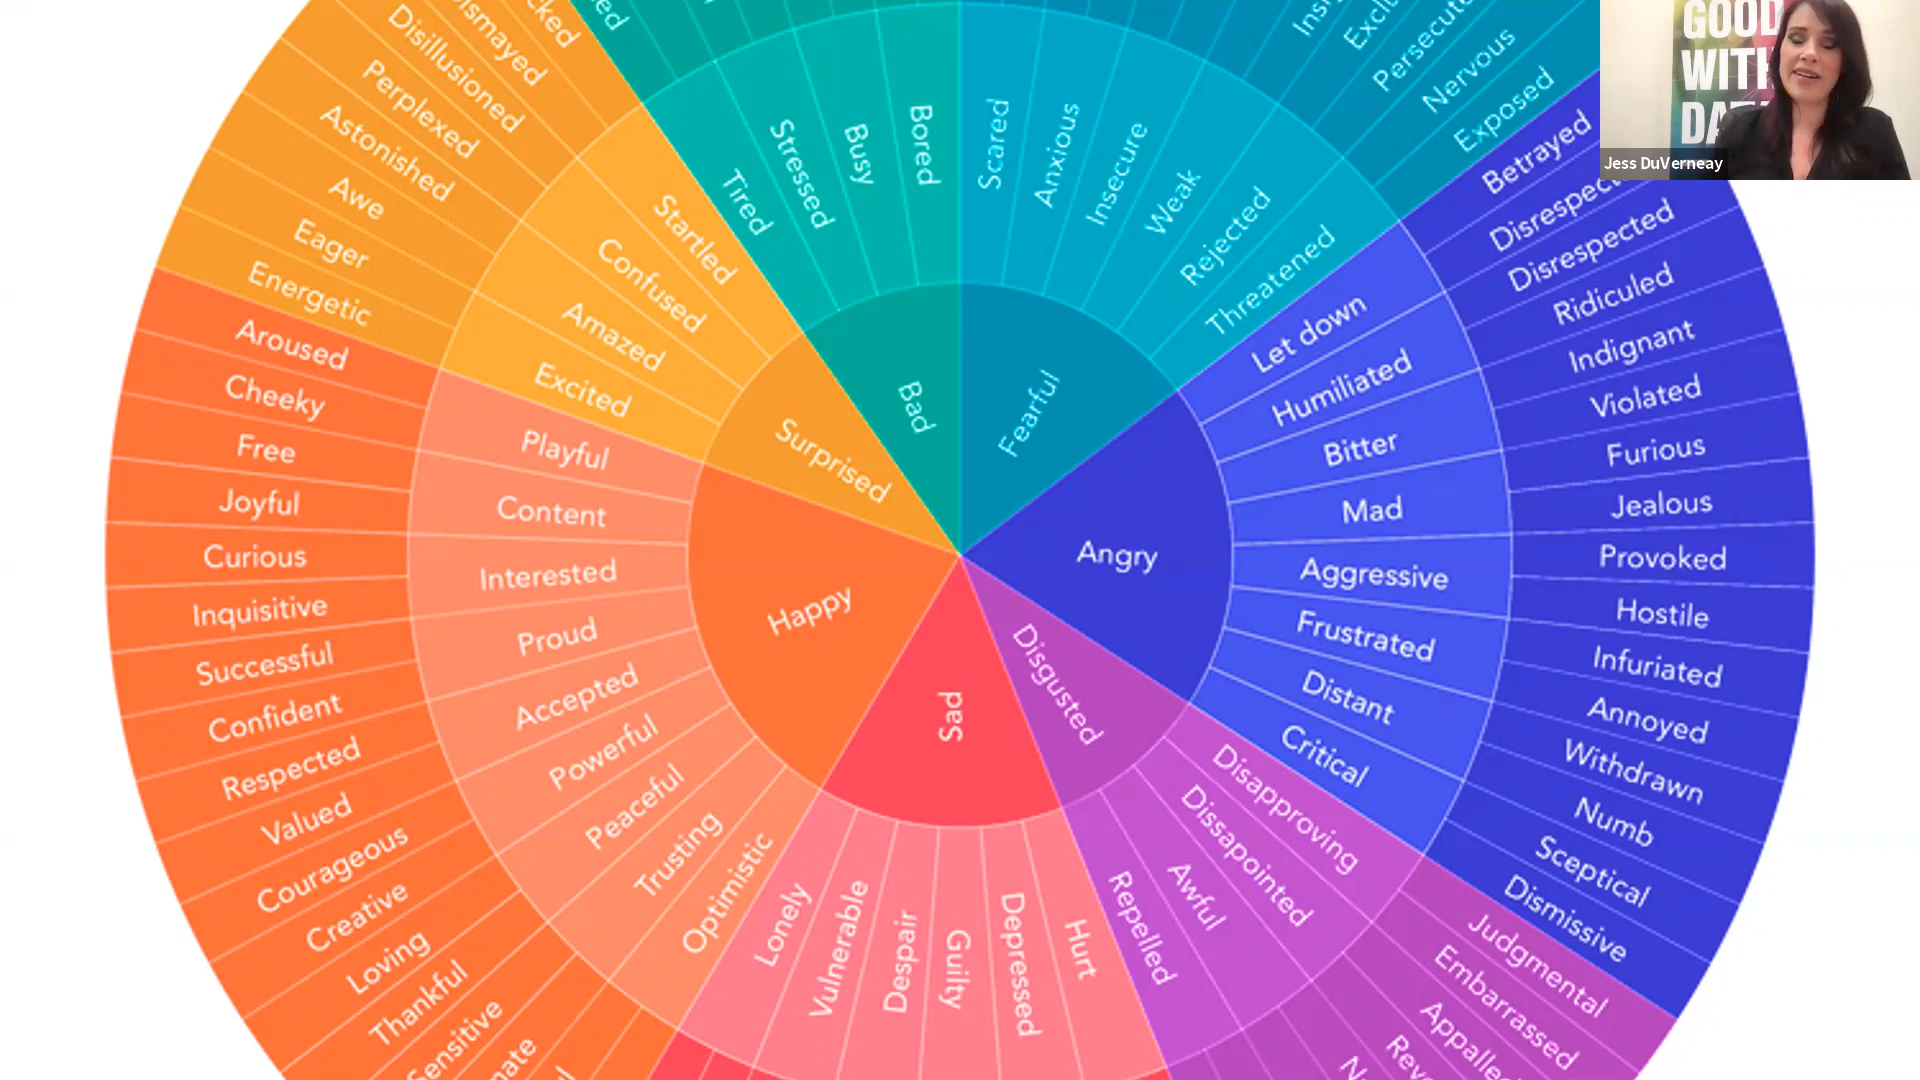 Bad
Fearful
Angry
Disgusted
Sad
Happy
Surprised
Tired
Stressed
Busy
Bored
Scared
Anxious
Insecure
Weak
Rejected
Threatened
Let down
Humiliated
Bitter
Mad
Aggressive
Frustrated
Distant
Critical
Disapproving
Dissapointed
Awful
Repelled
Hurt
Depressed
Guilty
Despair
Vulnerable
Lonely
Optimistic
Trusting
Peaceful
Powerful
Accepted
Proud
Interested
Content
Playful
Excited
Amazed
Confused
Startled
Nervous
Exposed
Betrayed
Disrespected
Ridiculed
Indignant
Violated
Furious
Jealous
Provoked
Hostile
Infuriated
Annoyed
Withdrawn
Numb
Sceptical
Dismissive
Judgmental
Embarrassed
Thankful
Loving
Creative
Courageous
Valued
Respected
Confident
Successful
Inquisitive
Curious
Joyful
Free
Cheeky
Aroused
Energetic
Eager
Awe
Astonished
Perplexed
Disillusioned
GOOD
WITH
Jess DuVerneay